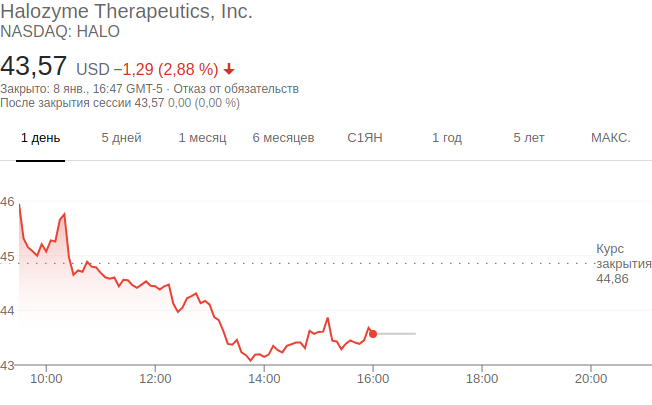 Halozyme Therapeutics, Inc.
NASDAQ: HALO
43,57 USD −1,29 (2,88 %)
Закрыто: 8 янв., 16:47 GMT-5 · Отказ от обязательств
После закрытия сессии 43,57 0,00 (0,00 %)
1 день 5 дней 1 месяц 6 месяцев С1ЯН 1 год 5 лет МАКС.
46
45
44
43
Курс
закрытия
44,86
10:00 12:00 14:00 16:00 18:00 20:00